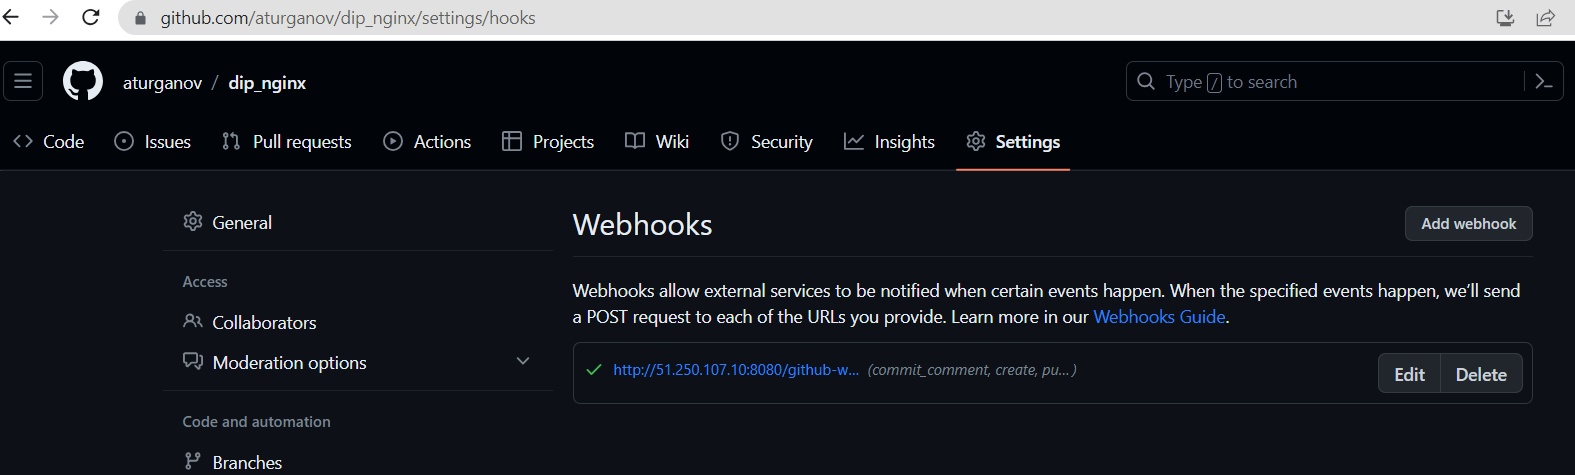 github.com/aturganov/dip_nginx/settings/hooks
aturganov / dip_nginx
Type / to search
Code Issues Pull requests Actions Projects Wiki Security Insights Settings
General
Access
Collaborators
Moderation options
Code and automation
Branches
Webhooks
Add webhook
Webhooks allow external services to be notified when certain events happen. When the specified events happen, we’ll send
a POST request to each of the URLs you provide. Learn more in our Webhooks Guide.
http://51.250.107.10:8080/github-w... (commit_comment, create, pu...)
Edit Delete